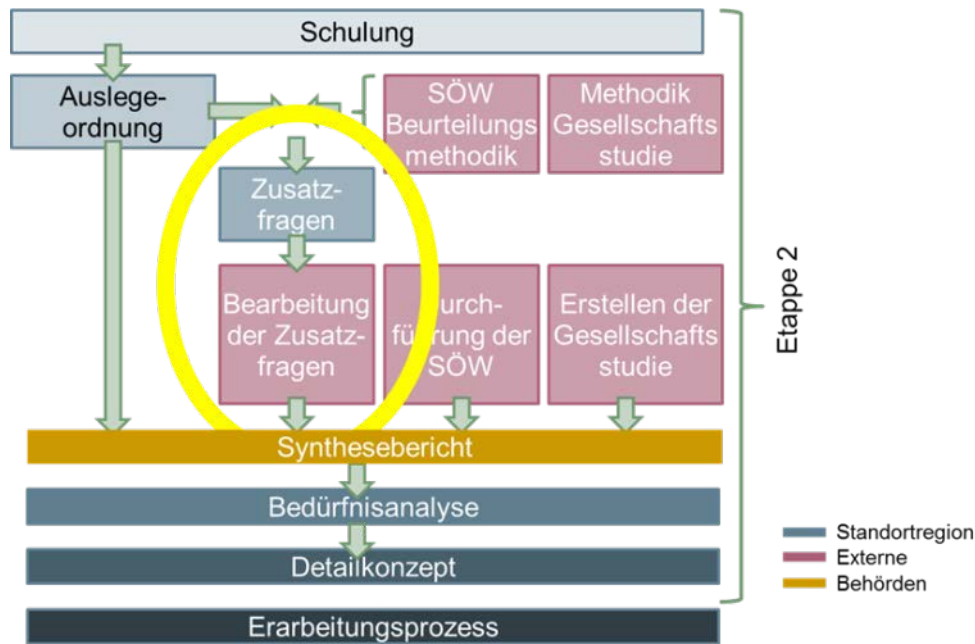 Schulung
Auslege-
ordnung
SÖW
Beurteilungs
methodik
Methodik
Gesellschafts
studie
Zusatz-
fragen
Bearbeitung
der Zusatz-
fragen
urch-
führung der
SÖW
Erstellen der
Gesellschafts
studie
Synthesebericht
Bedürfnisanalyse
Detailkonzept
Erarbeitungsprozess
Etappe 2
Standortregion
Externe
Behörden